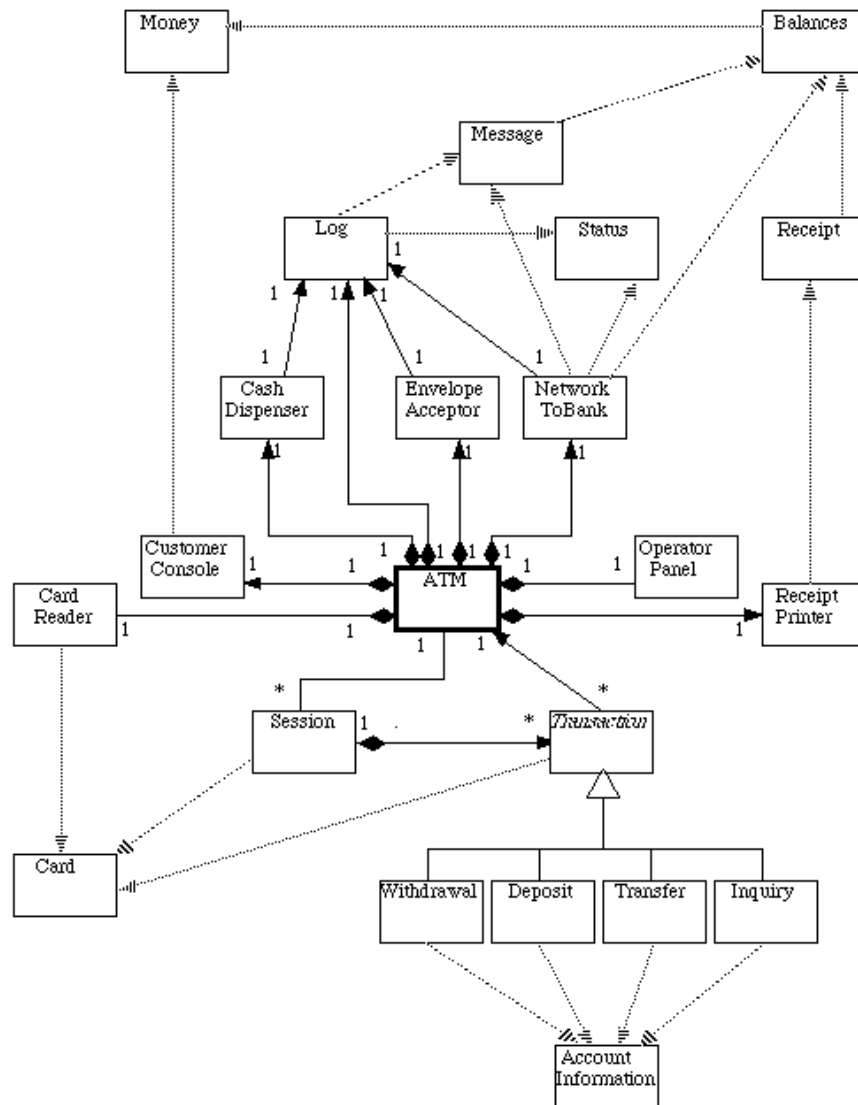 Money
Balances
Message
Log
Status
Receipt
1
1
1
1
1
1
1
Cash
Dispenser
Envelope
Acceptor
Network
ToBank
1
1
1
Customer
Console
1
1
1
1
1
1
1
1
1
Operator
Panel
ATM
Card
Reader
Receipt
Printer
1
1
1
1
1
*
*
Session
1
*
Transaction
Card
Withdrawal
Deposit
Transfer
Inquiry
Account
Information